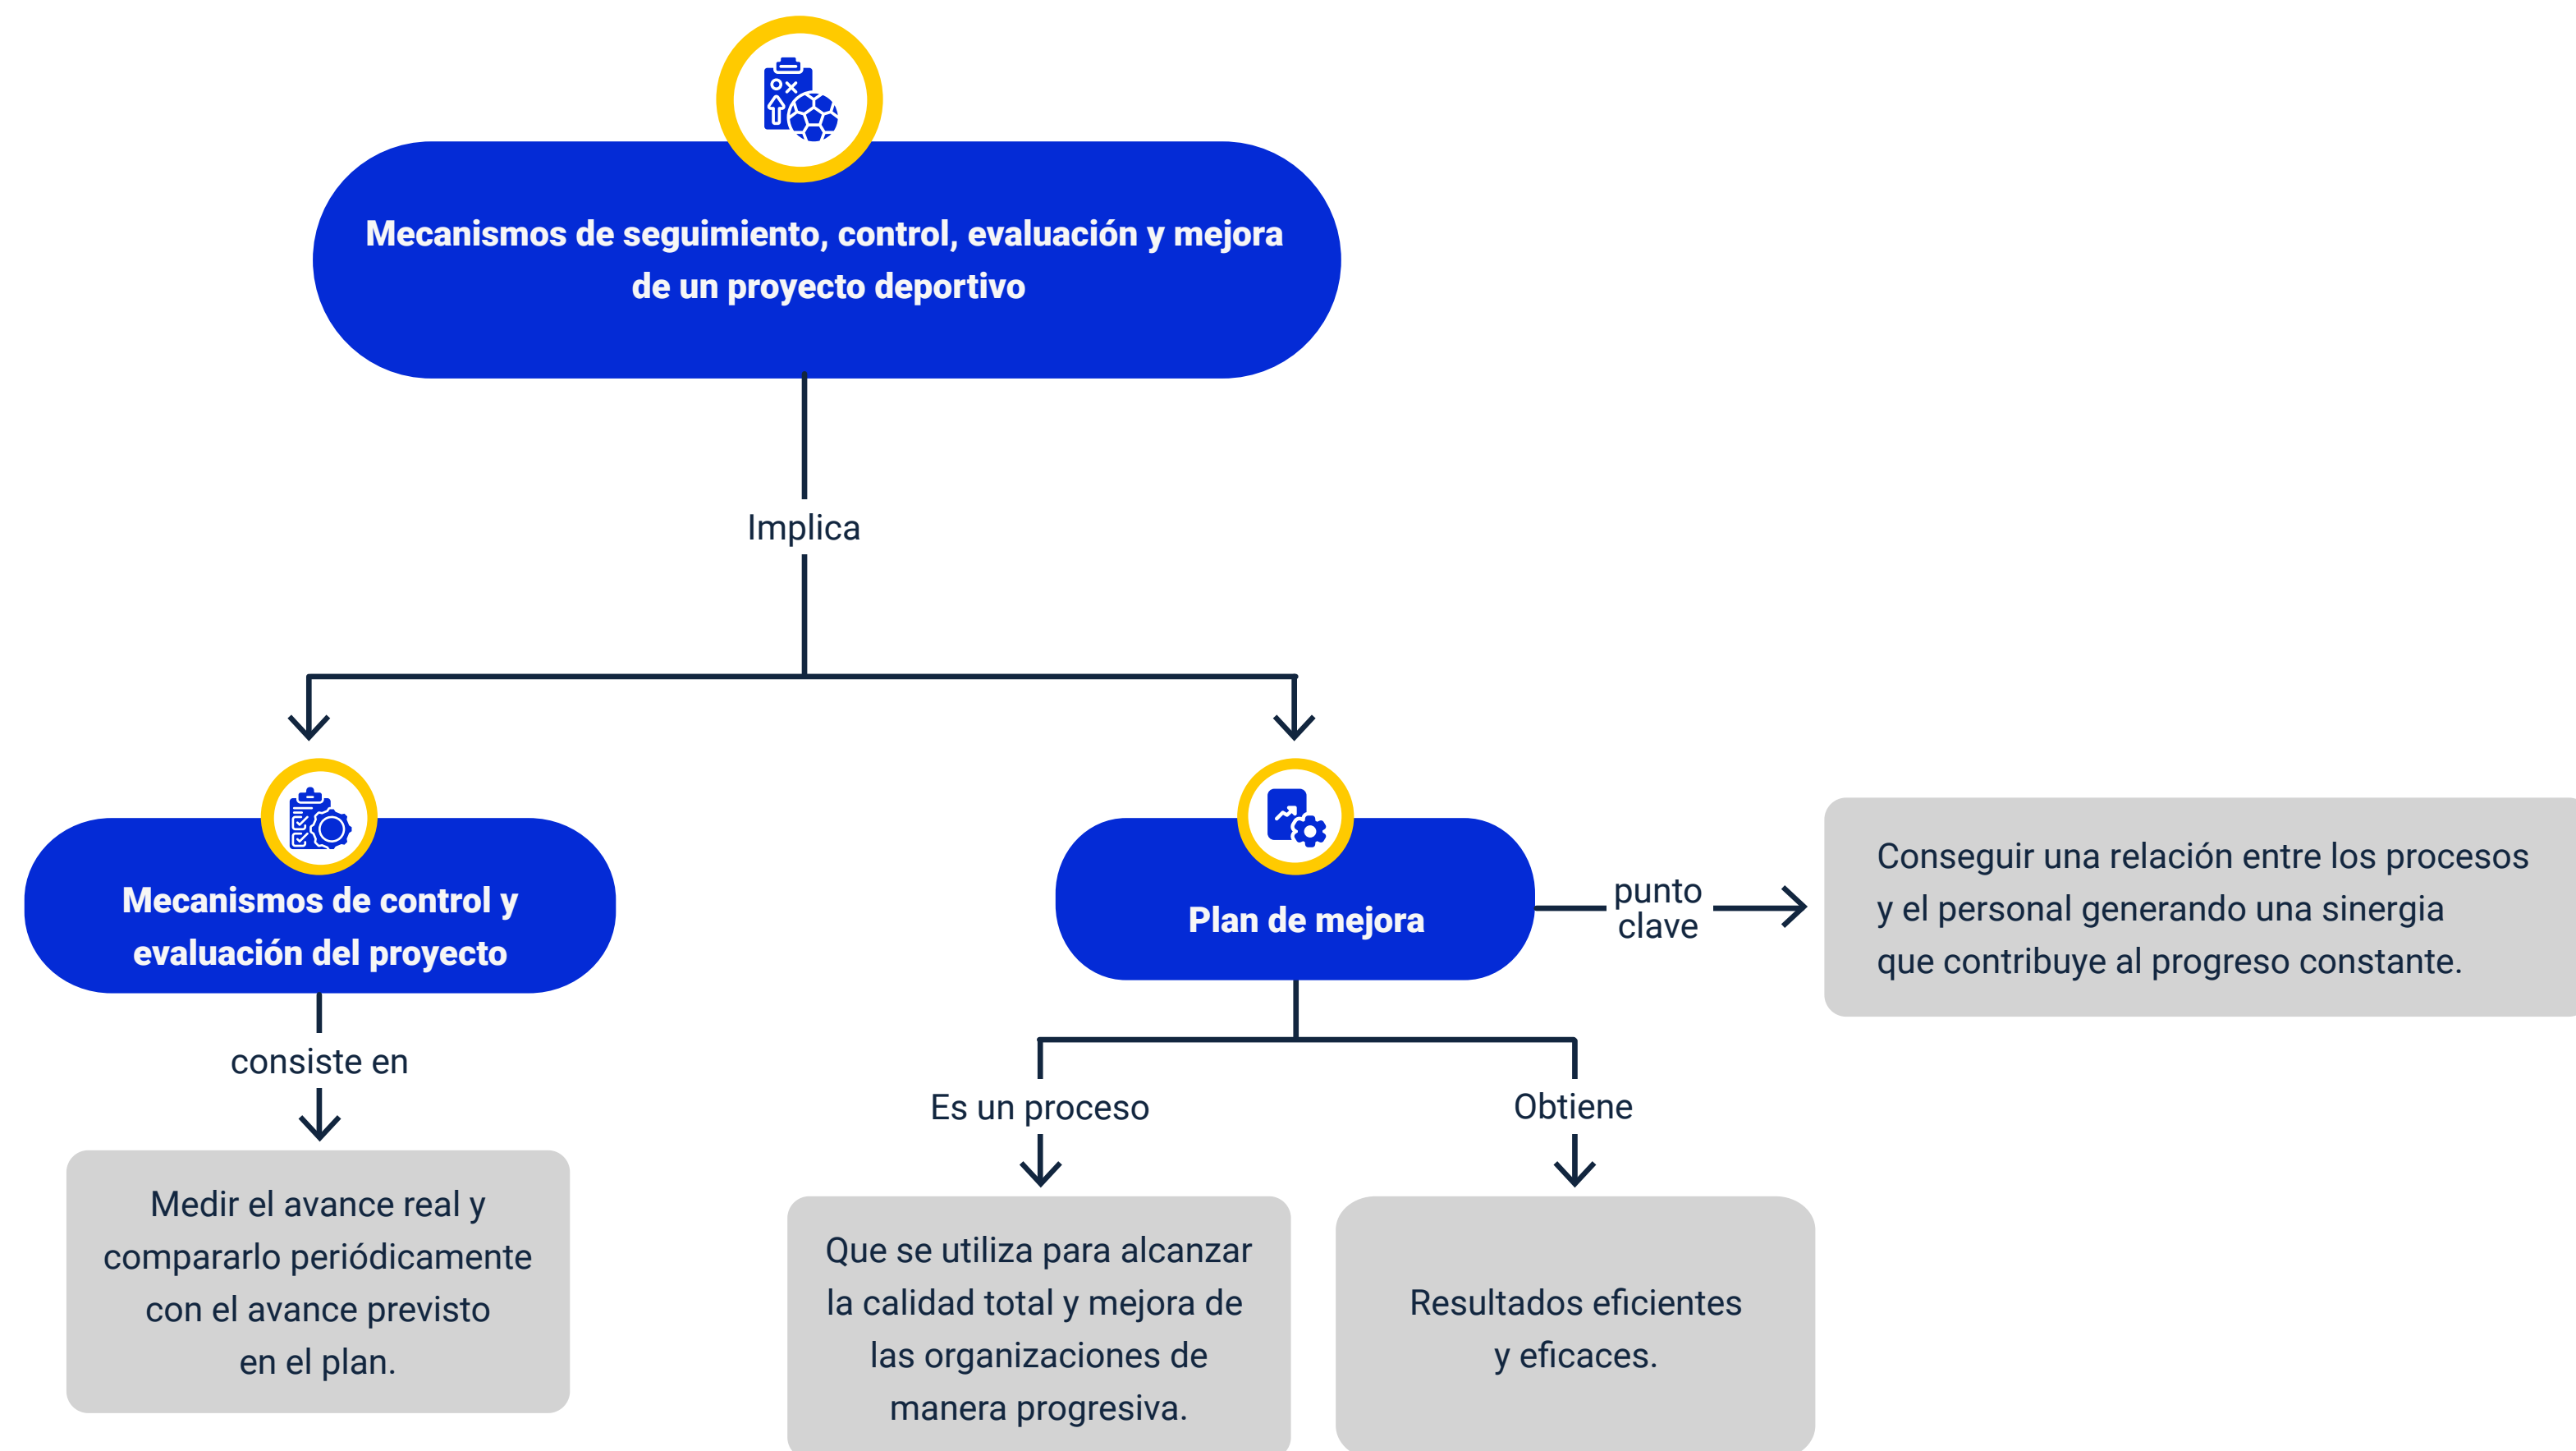 Mecanismos de seguimiento, control, evaluación y mejora
de un proyecto deportivo
Implica
Mecanismos de control y
evaluación del proyecto
consiste en
Medir el avance real y
compararlo periódicamente
con el avance previsto
en el plan.
Plan de mejora
punto
clave
Conseguir una relación entre los procesos
y el personal generando una sinergia
que contribuye al progreso constante.
Es un proceso
Que se utiliza para alcanzar
la calidad total y mejora de
las organizaciones de
manera progresiva.
Obtiene
Resultados eficientes
y eficaces.